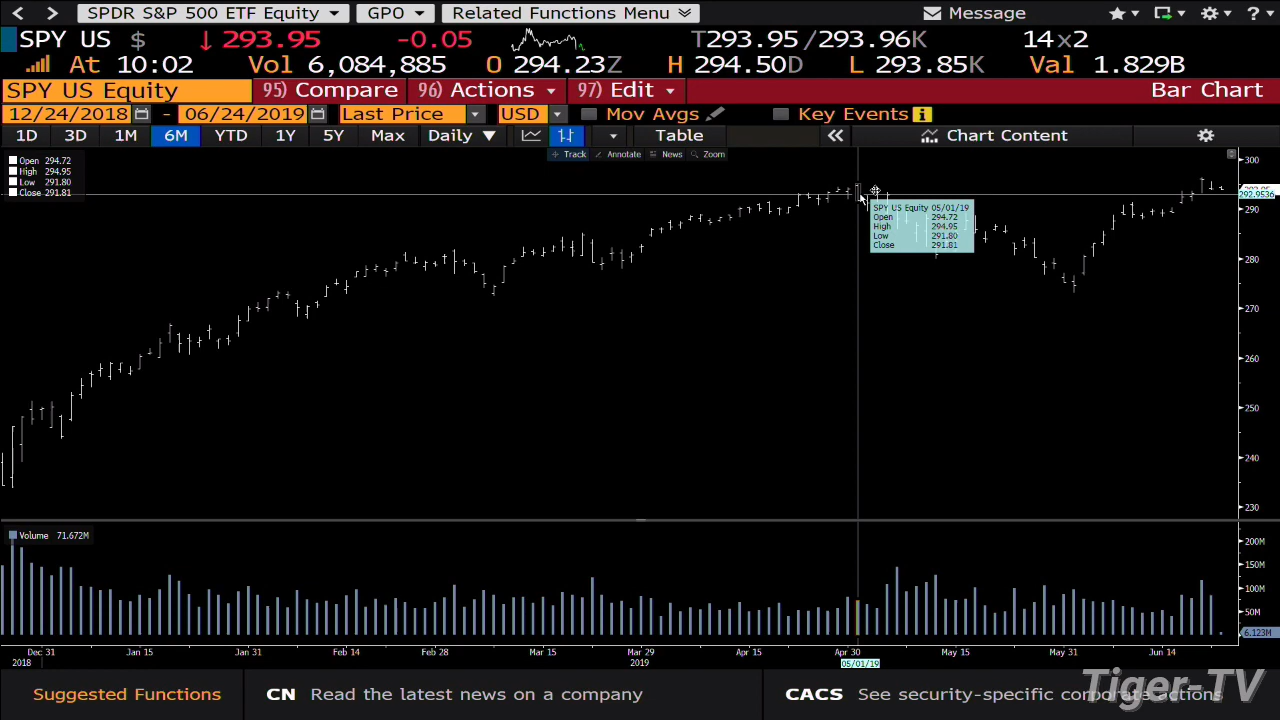 SPDR S&P 500 ETF Equity GPO Related Functions Menu Message
SPY US $ ↓ 293.95 -0.05 T293.95/293.96K 14x2
At 10:02 Vol 6,084,885 O 294.23Z H 294.50D L 293.85K Val 1.829B
SPY US Equity 95) Compare 96) Actions 97) Edit Bar Chart
12/24/2018 - 06/24/2019 Last Price USD Mov Avgs Key Events
1D 3D 1M 6M YTD 1Y 5Y Max Daily ▼ Table « Chart Content
Track Annotate News Zoom
Open 294.72
High 294.95
Low 291.80
Close 291.81
300
292.9536
290
280
270
260
250
240
230
SPY US Equity 05/01/19
Open 294.72
High 294.95
Low 291.80
Close 291.81
Volume 71.672M
200M
150M
100M
50M
6.123M
Dec 31 Jan 15 Jan 31 Feb 14 Feb 28 Mar 15 Mar 29 Apr 15 Apr 30 May 15 May 31 Jun 14
2018 2019 05/01/19
Suggested Functions CN Read the latest news on a company CACS See security-specific corporate actions
Tiger-TV